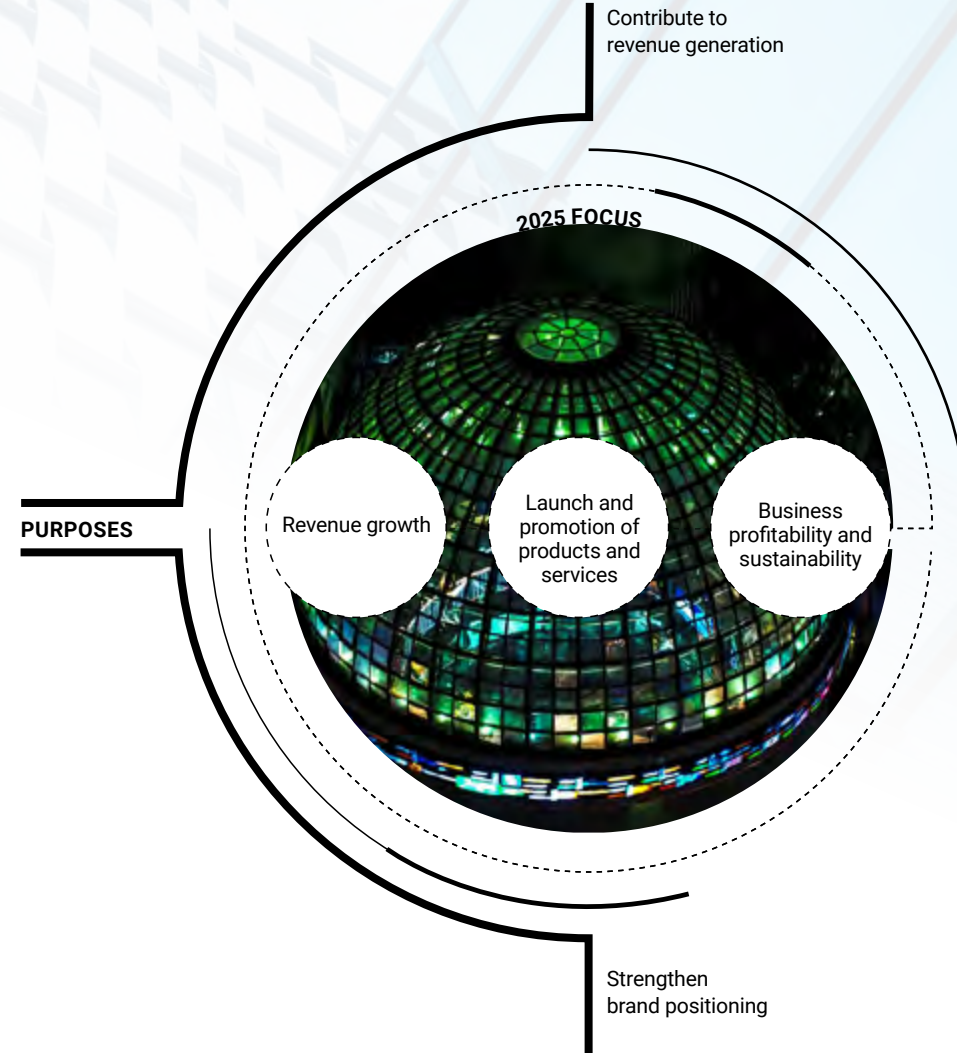 Contribute to
revenue generation
2025 FOCUS
PURPOSES
Revenue growth
Launch and
promotion of
products and
services
Business
profitability and
sustainability
Strengthen
brand positioning